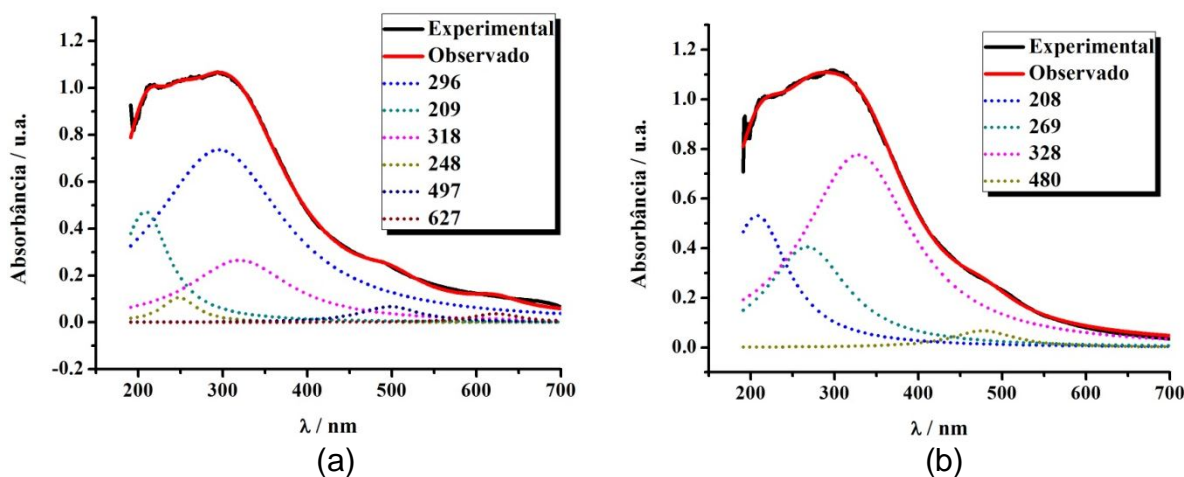 Experimental
Observado
296
209
318
248
497
627
Absorbância / u.a.
1.2
1.0
0.8
0.6
0.4
0.2
0.0
-0.2
200 300 400 500 600 700
λ / nm
(a)
Experimental
Observado
208
269
328
480
Absorbância / u.a.
1.2
1.0
0.8
0.6
0.4
0.2
0.0
200 300 400 500 600 700
λ / nm
(b)